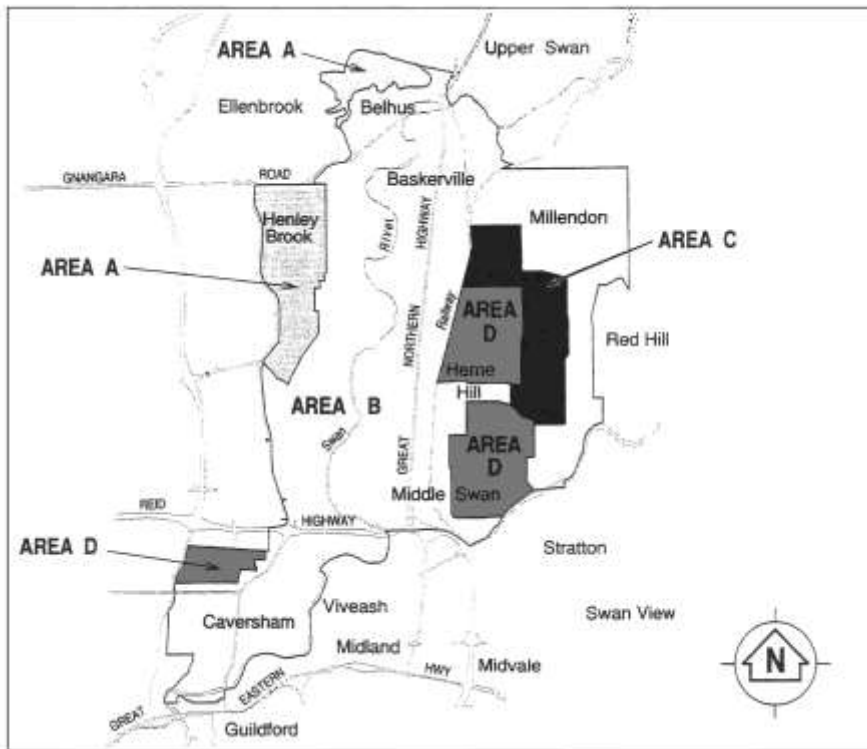 AREA A
Upper Swan
Ellenbrook
Belhus
GNANGARA ROAD
Baskerville
Henley
Brook
River
HIGHWAY
Millendon
AREA C
AREA A
Railway
AREA
D
NORTHERN
Red Hill
Herne
Hill
AREA B
Swan
GREAT
AREA
D
Middle Swan
REID HIGHWAY
AREA D
Stratton
Caversham
Viveash
Swan View
Midland
Midvale
GREAT EASTERN HWY
Guildford
N